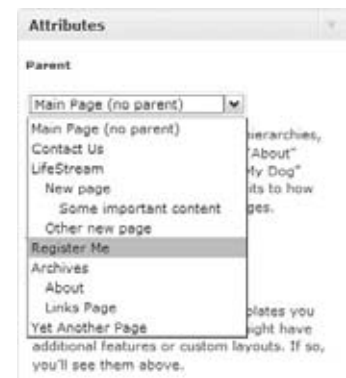 Attributes
Parent
Main Page (no parent)
Main Page (no parent)
Contact Us
LifeStream
New page
Some important content
Other new page
Register Me
Archives
About
Links Page
Yet Another Page
hierarchies,
"About"
My Dog"
its to how
ges.
plates you
ight have
additional features or custom layouts. If so,
you'll see them above.